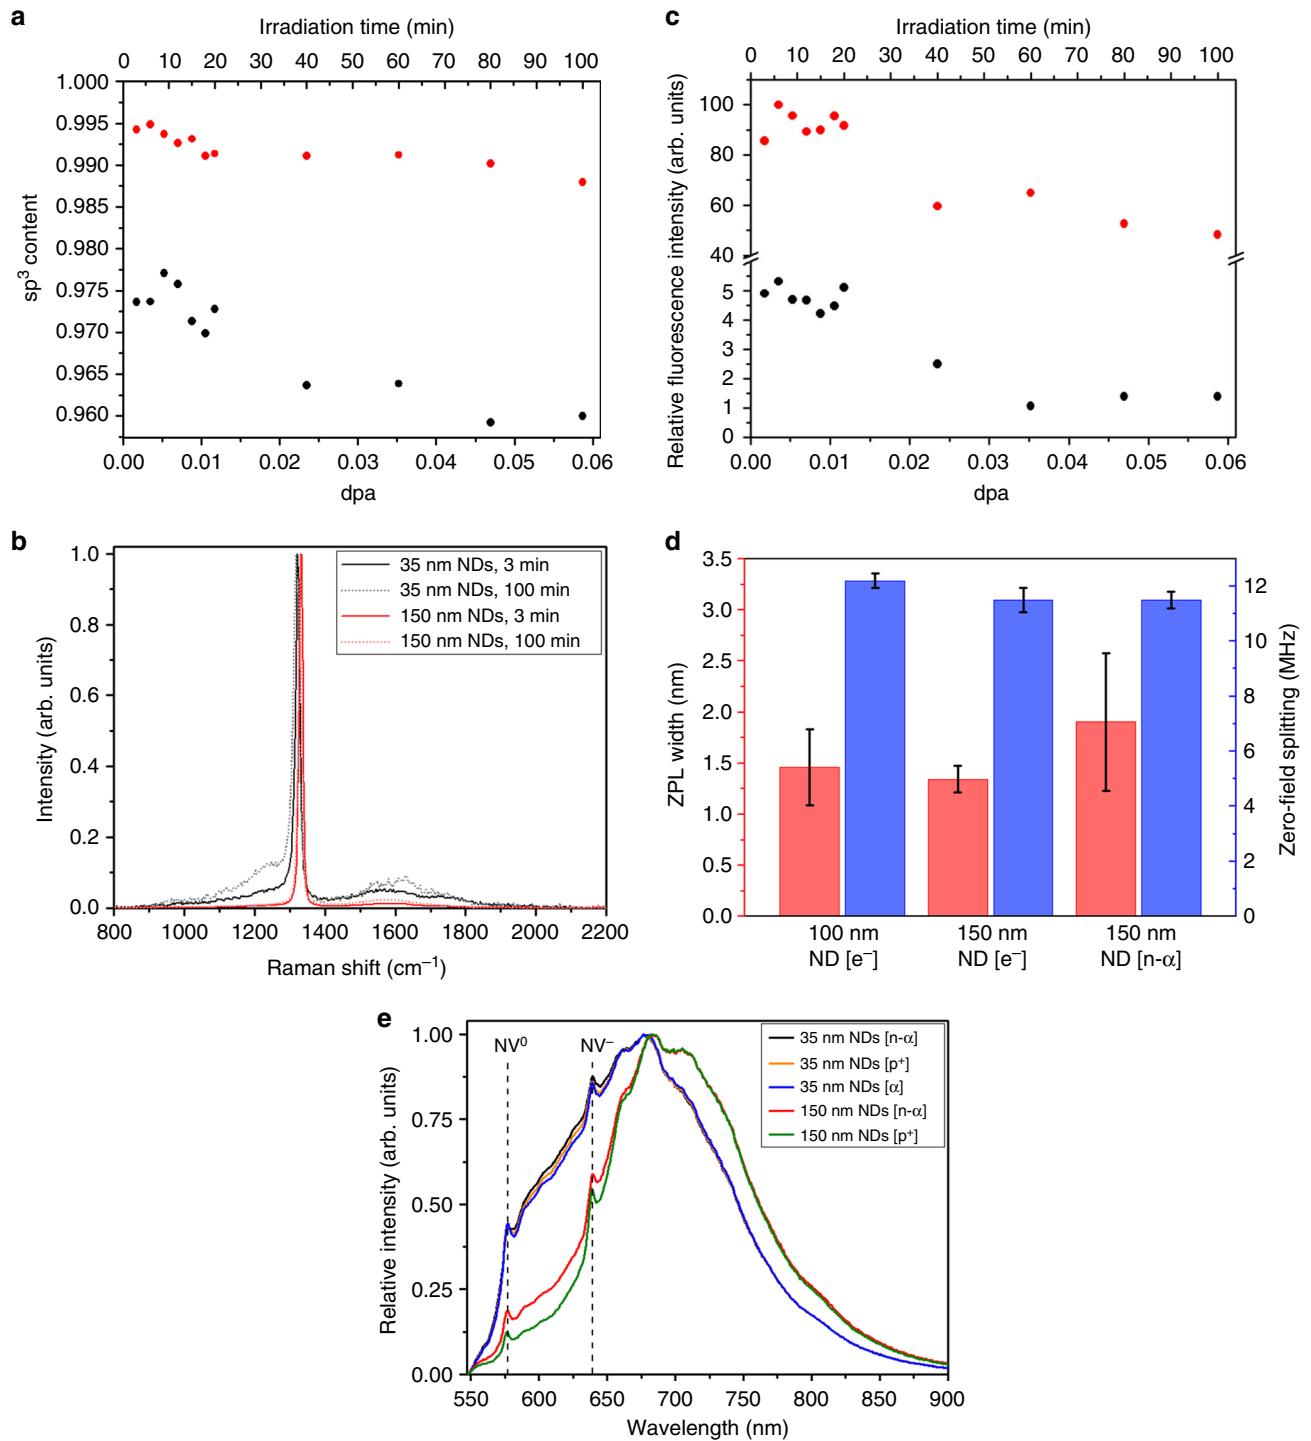 a
Irradiation time (min)
0 10 20 30 40 50 60 70 80 90 100
1.000
0.995
0.990
0.985
0.980
0.975
0.970
0.965
0.960
sp³ content
0.00 0.01 0.02 0.03 0.04 0.05 0.06
dpa
c
Irradiation time (min)
0 10 20 30 40 50 60 70 80 90 100
100
80
60
40
5
4
3
2
1
0
Relative fluorescence intensity (arb. units)
0.00 0.01 0.02 0.03 0.04 0.05 0.06
dpa
b
1.0
0.8
0.6
0.4
0.2
0.0
Intensity (arb. units)
35 nm NDs, 3 min
35 nm NDs, 100 min
150 nm NDs, 3 min
150 nm NDs, 100 min
800 1000 1200 1400 1600 1800 2000 2200
Raman shift (cm⁻¹)
d
3.5
3.0
2.5
2.0
1.5
1.0
0.5
0.0
ZPL width (nm)
12
10
8
6
4
2
0
Zero-field splitting (MHz)
100 nm
ND [e⁻]
150 nm
ND [e⁻]
150 nm
ND [n-α]
e
1.00
0.75
0.50
0.25
0.00
Relative intensity (arb. units)
NV⁰
NV⁻
35 nm NDs [n-α]
35 nm NDs [p⁺]
35 nm NDs [α]
150 nm NDs [n-α]
150 nm NDs [p⁺]
550 600 650 700 750 800 850 900
Wavelength (nm)